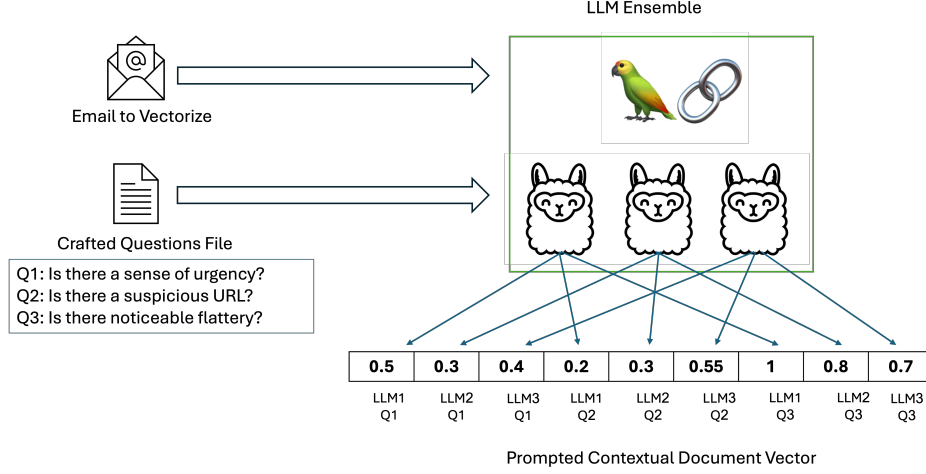 LLM Ensemble
@
Email to Vectorize
Crafted Questions File
Q1: Is there a sense of urgency?
Q2: Is there a suspicious URL?
Q3: Is there noticeable flattery?
0.5 0.3 0.4 0.2 0.3 0.55 1 0.8 0.7
LLM1 LLM2 LLM3 LLM1 LLM2 LLM3 LLM1 LLM2 LLM3
Q1 Q1 Q1 Q2 Q2 Q2 Q3 Q3 Q3
Prompted Contextual Document Vector